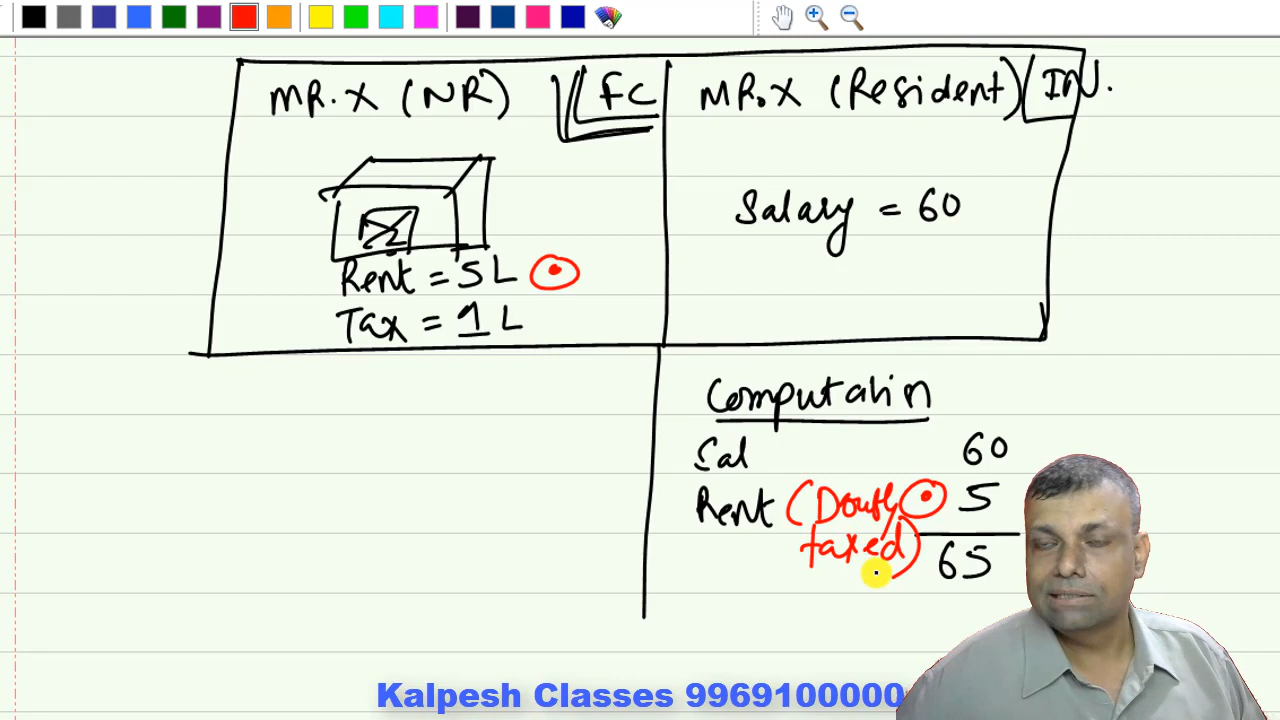 MR. X (NR) FC
Rent = 5 L
Tax = 1 L
MR. X (Resident) IN.
Salary = 60
Computatin
Sal 60
Rent (Doubly 5
taxed)
65
Kalpesh Classes 9969100000